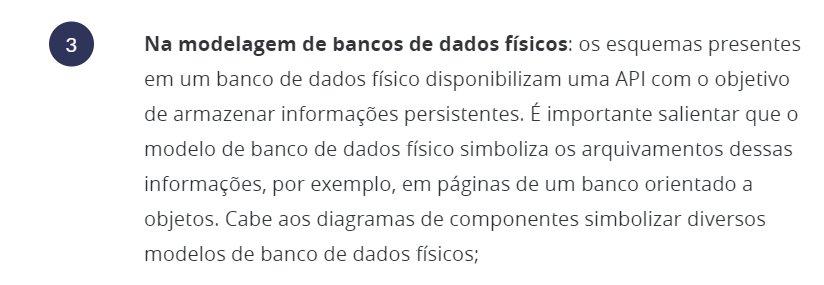 3
Na modelagem de bancos de dados físicos: os esquemas presentes
em um banco de dados físico disponibilizam uma API com o objetivo
de armazenar informações persistentes. É importante salientar que o
modelo de banco de dados físico simboliza os arquivamentos dessas
informações, por exemplo, em páginas de um banco orientado a
objetos. Cabe aos diagramas de componentes simbolizar diversos
modelos de banco de dados físicos;